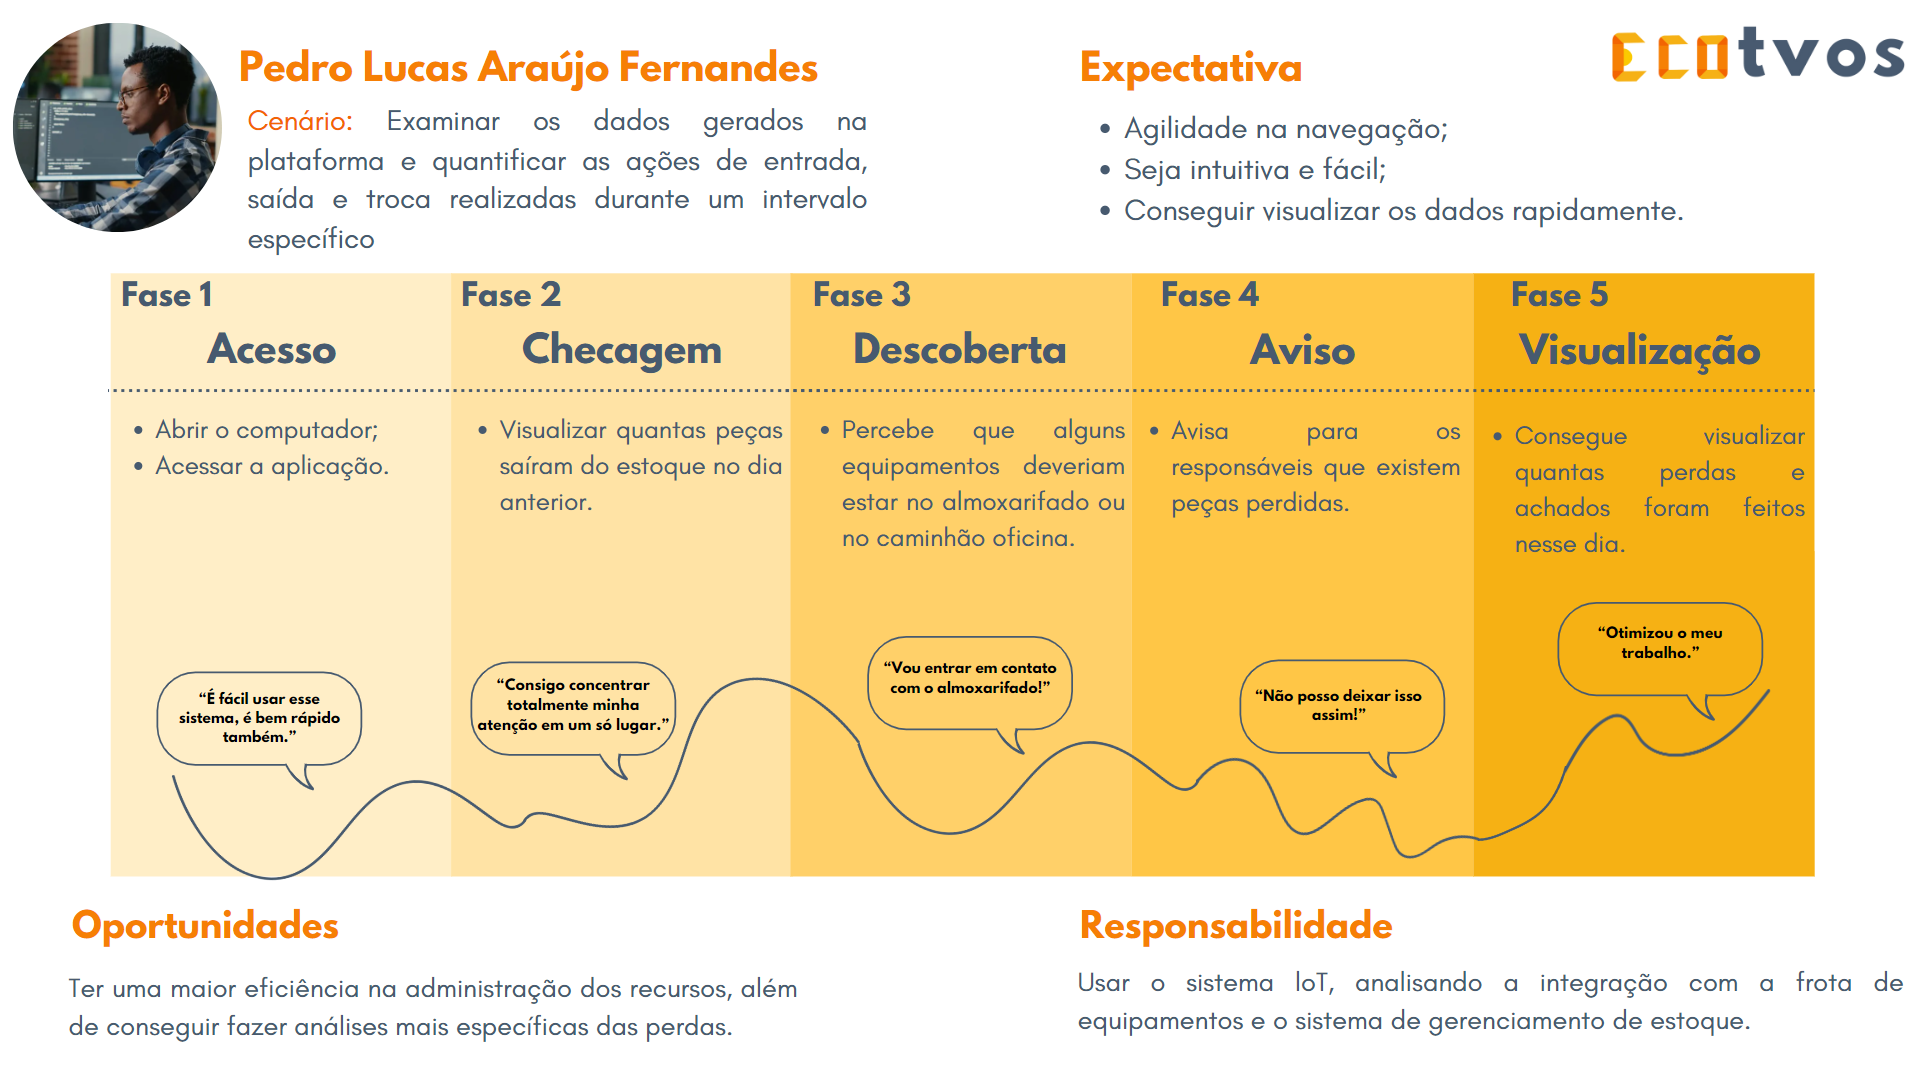 Pedro Lucas Araújo Fernandes
Cenário: Examinar os dados gerados na
plataforma e quantificar as ações de entrada,
saída e troca realizadas durante um intervalo
específico
Expectativa
• Agilidade na navegação;
• Seja intuitiva e fácil;
• Conseguir visualizar os dados rapidamente.
ECOtvos
Fase 1
Acesso
• Abrir o computador;
• Acessar a aplicação.
“É fácil usar esse
sistema, é bem rápido
também.”
Fase 2
Checagem
• Visualizar quantas peças
saíram do estoque no dia
anterior.
“Consigo concentrar
totalmente minha
atenção em um só lugar.”
Fase 3
Descoberta
• Percebe que alguns
equipamentos deveriam
estar no almoxarifado ou
no caminhão oficina.
“Vou entrar em contato
com o almoxarifado!”
Fase 4
Aviso
• Avisa para os
responsáveis que existem
peças perdidas.
“Não posso deixar isso
assim!”
Fase 5
Visualização
• Consegue visualizar
quantas perdas e
achados foram feitos
nesse dia.
“Otimizou o meu
trabalho.”
Oportunidades
Ter uma maior eficiência na administração dos recursos, além
de conseguir fazer análises mais específicas das perdas.
Responsabilidade
Usar o sistema IoT, analisando a integração com a frota de
equipamentos e o sistema de gerenciamento de estoque.